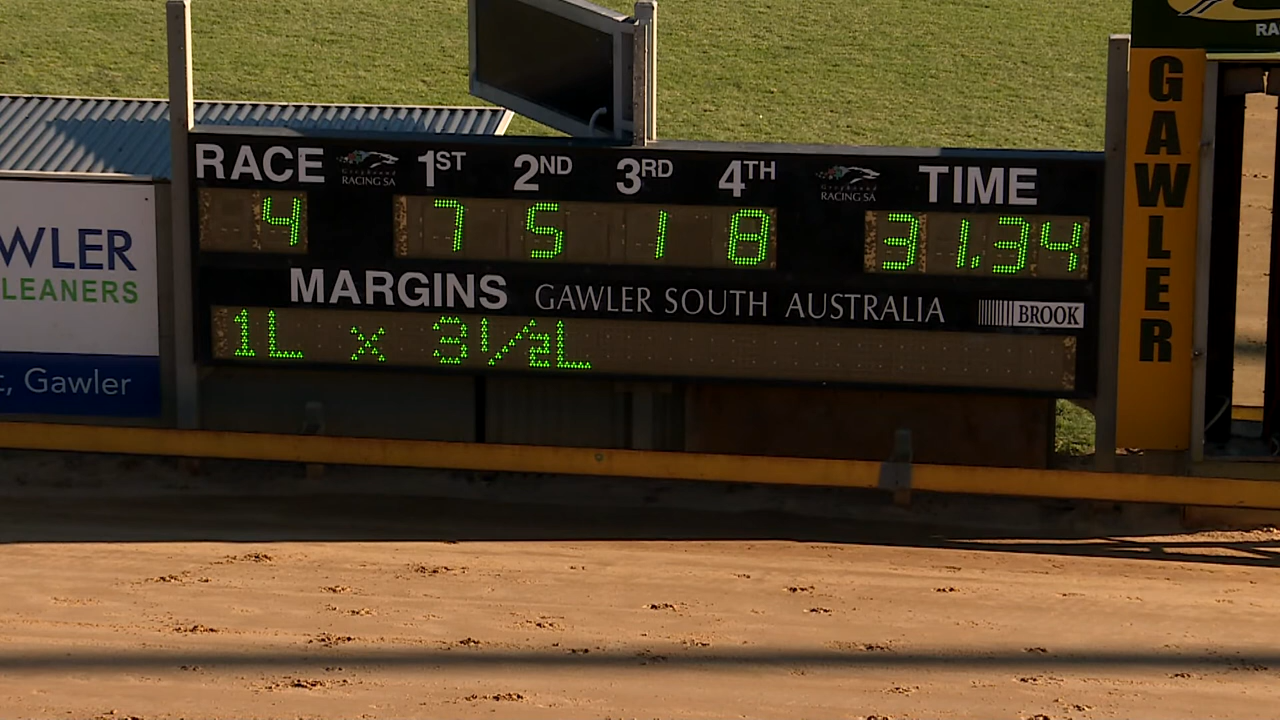 RA
GAWLER
RACE Greyhound RACING SA 1ST 2ND 3RD 4TH Greyhound RACING SA TIME
4 7 5 1 8 31.34
MARGINS GAWLER SOUTH AUSTRALIA BROOK
1L x 3 1/2L
WLER
LEANERS
t, Gawler